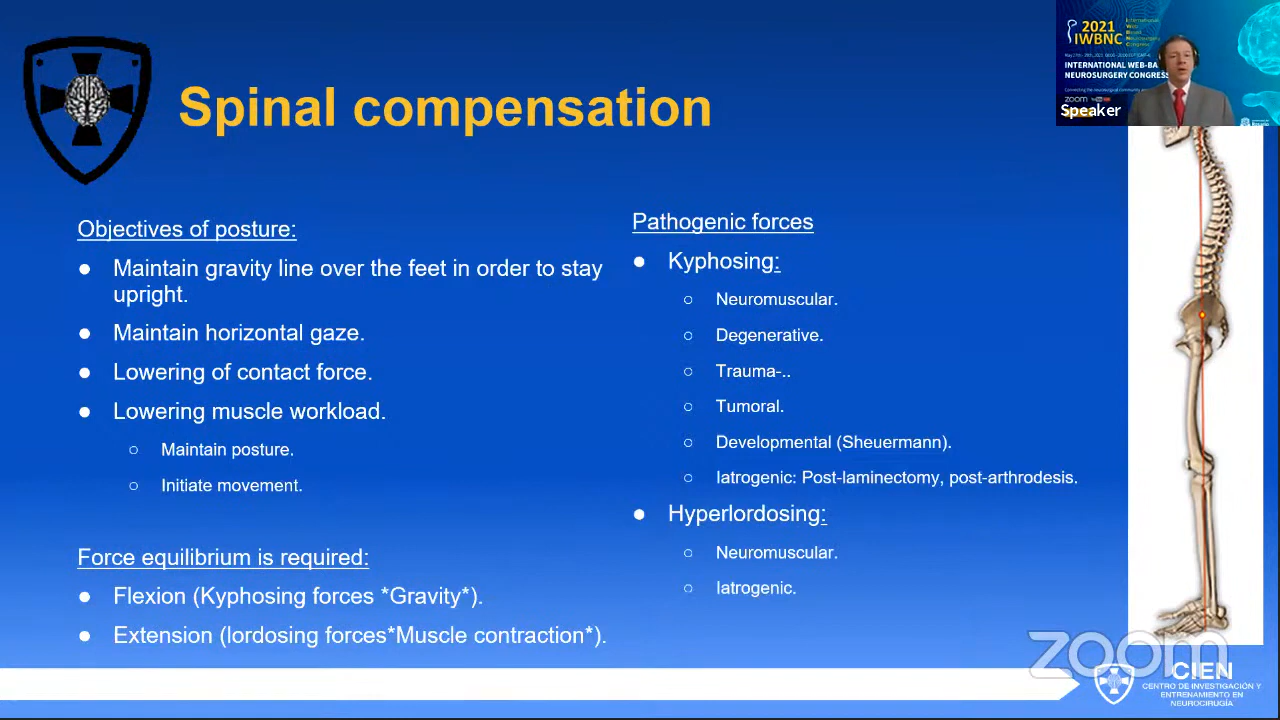 Spinal compensation
Objectives of posture:
● Maintain gravity line over the feet in order to stay
upright.
● Maintain horizontal gaze.
● Lowering of contact force.
● Lowering muscle workload.
○ Maintain posture.
○ Initiate movement.
Force equilibrium is required:
● Flexion (Kyphosing forces *Gravity*).
● Extension (lordosing forces*Muscle contraction*).
Pathogenic forces
● Kyphosing:
○ Neuromuscular.
○ Degenerative.
○ Trauma-..
○ Tumoral.
○ Developmental (Sheuermann).
○ Iatrogenic: Post-laminectomy, post-arthrodesis.
● Hyperlordosing:
○ Neuromuscular.
○ Iatrogenic.
2021
IWBNC
INTERNATIONAL WEB-BA
NEUROSURGERY CONGRESS
zoom
Speaker
zoom
CIEN
CENTRO DE INVESTIGACIÓN Y
ENTRENAMIENTO EN
NEUROCIRUGÍA